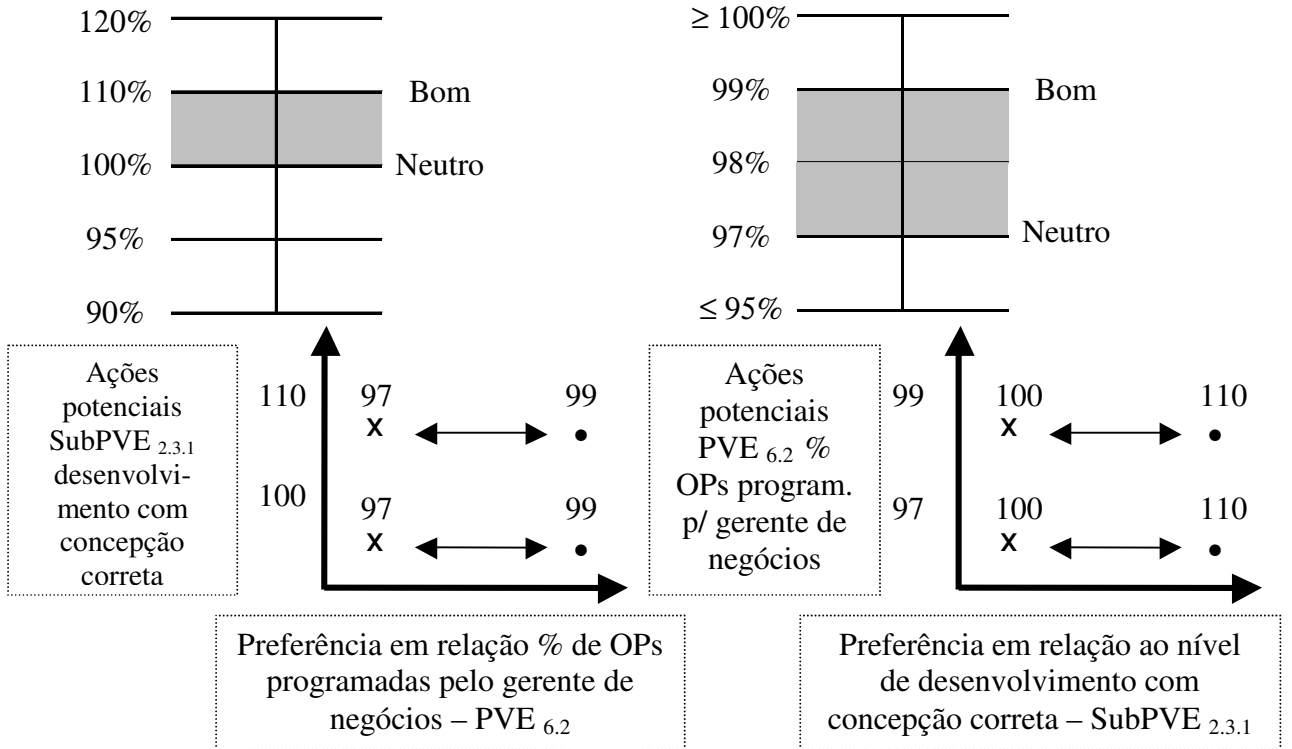 120%
110%
Bom
100%
Neutro
95%
90%
≥ 100%
99%
Bom
98%
97%
Neutro
≤ 95%
Ações
potenciais
SubPVE 2.3.1
desenvolvi-
mento com
concepção
correta
110
97
99
x
100
97
99
x
Preferência em relação % de OPs
programadas pelo gerente de
negócios – PVE 6.2
Ações
potenciais
PVE 6.2 %
OPs program.
p/ gerente de
negócios
99
100
110
x
97
100
110
x
Preferência em relação ao nível
de desenvolvimento com
concepção correta – SubPVE 2.3.1